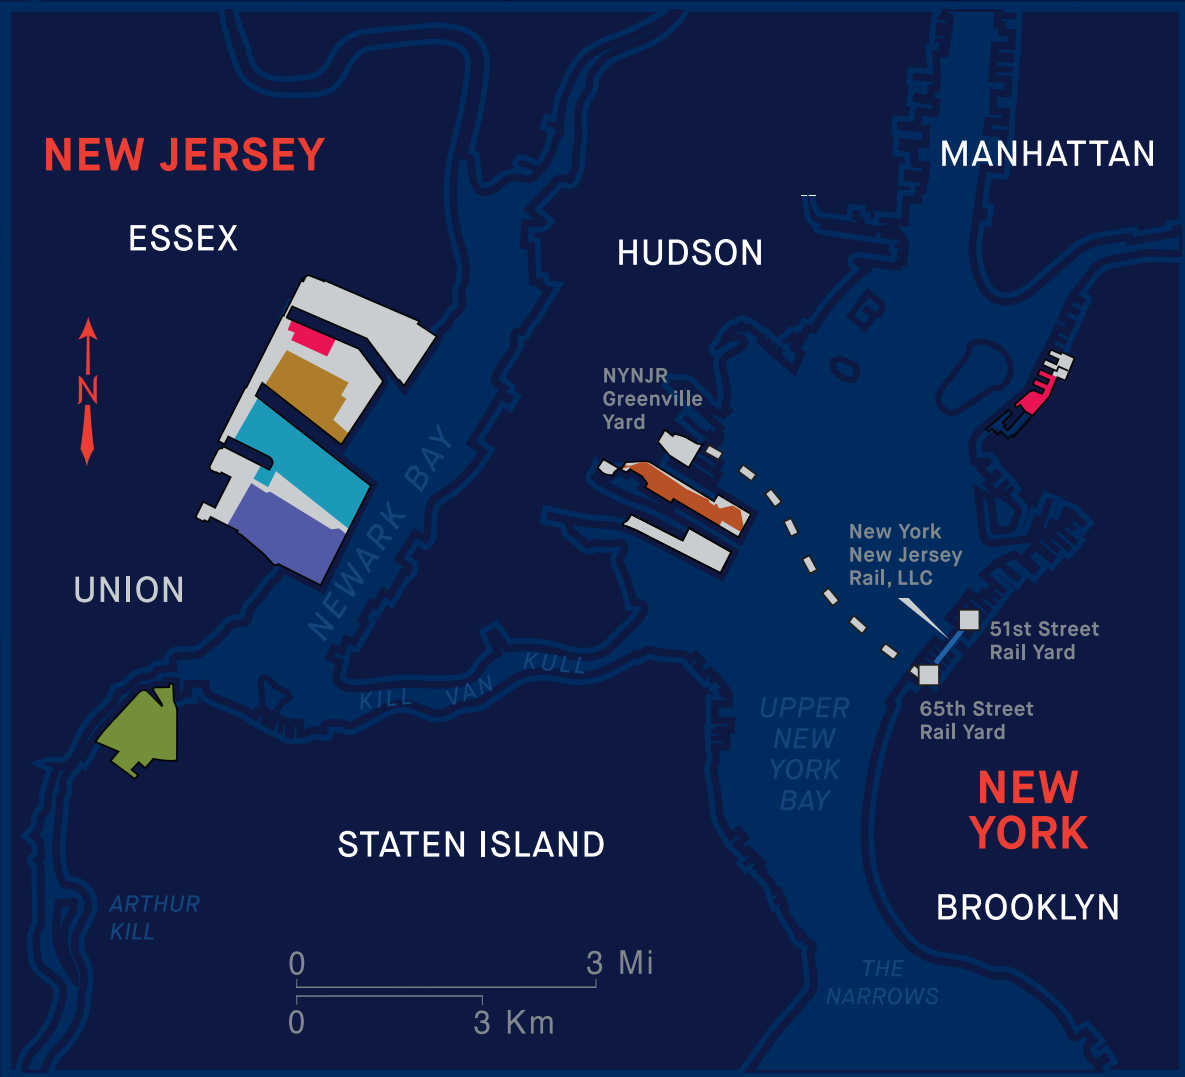 NEW JERSEY
MANHATTAN
ESSEX
HUDSON
N
NYNJR
Greenville
Yard
NEWARK BAY
New York
New Jersey
Rail, LLC
UNION
51st Street
Rail Yard
KILL VAN KULL
65th Street
Rail Yard
UPPER
NEW
YORK
BAY
NEW
YORK
STATEN ISLAND
BROOKLYN
ARTHUR
KILL
0 3 Mi
0 3 Km
THE
NARROWS